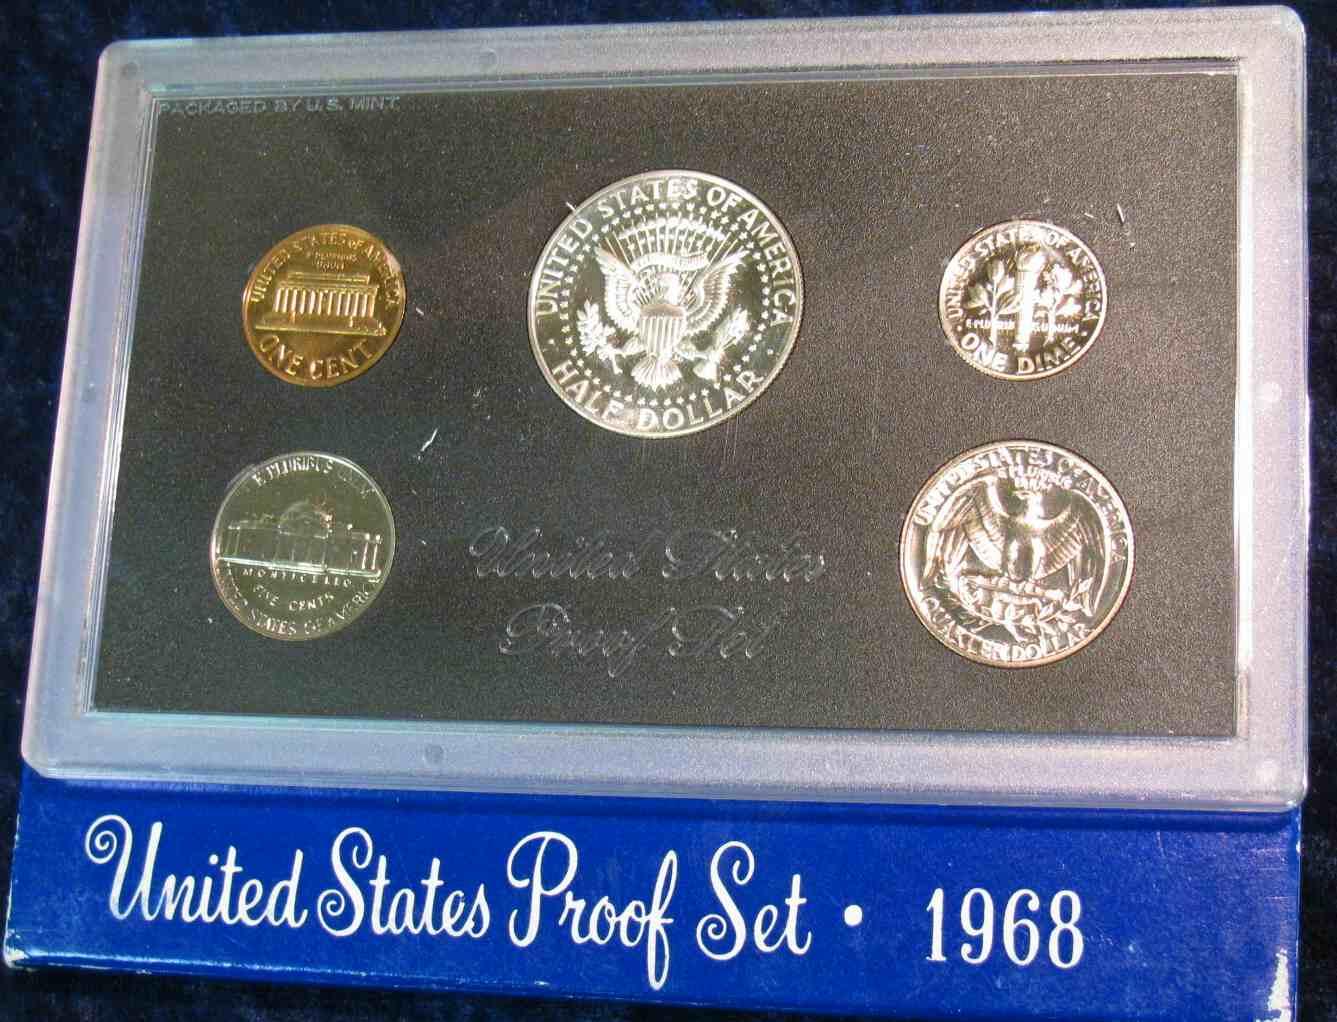 PACKAGED BY U.S. MINT
UNITED STATES OF AMERICA
E PLURIBUS
UNUM
ONE CENT
UNITED STATES OF AMERICA
HALF DOLLAR
UNITED STATES OF AMERICA
E PLURIBUS UNUM
ONE DIME
E PLURIBUS UNUM
MONTICELLO
FIVE CENTS
UNITED STATES OF AMERICA
UNITED STATES OF AMERICA
E PLURIBUS
UNUM
QUARTER DOLLAR
United States
Proof Set
United States Proof Set • 1968